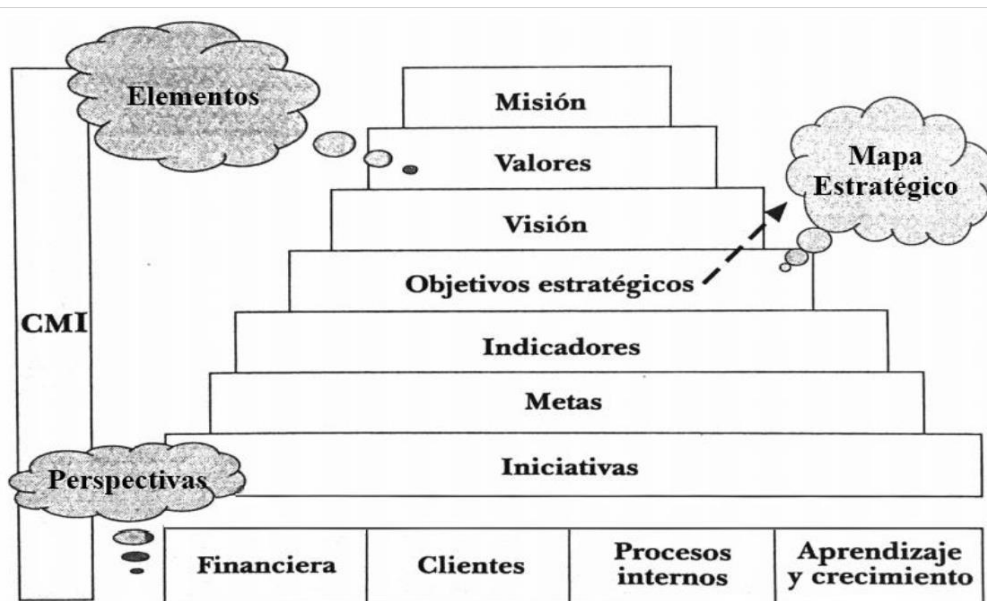 Elementos
Misión
Valores
Mapa
Estratégico
Visión
Objetivos estratégicos
CMI
Indicadores
Metas
Iniciativas
Perspectivas
Financiera
Clientes
Procesos
internos
Aprendizaje
y crecimiento